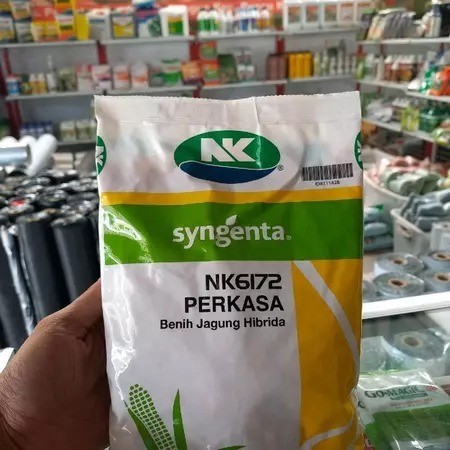 NK
®
syngenta®
NK6172
PERKASA
Benih Jagung Hibrida